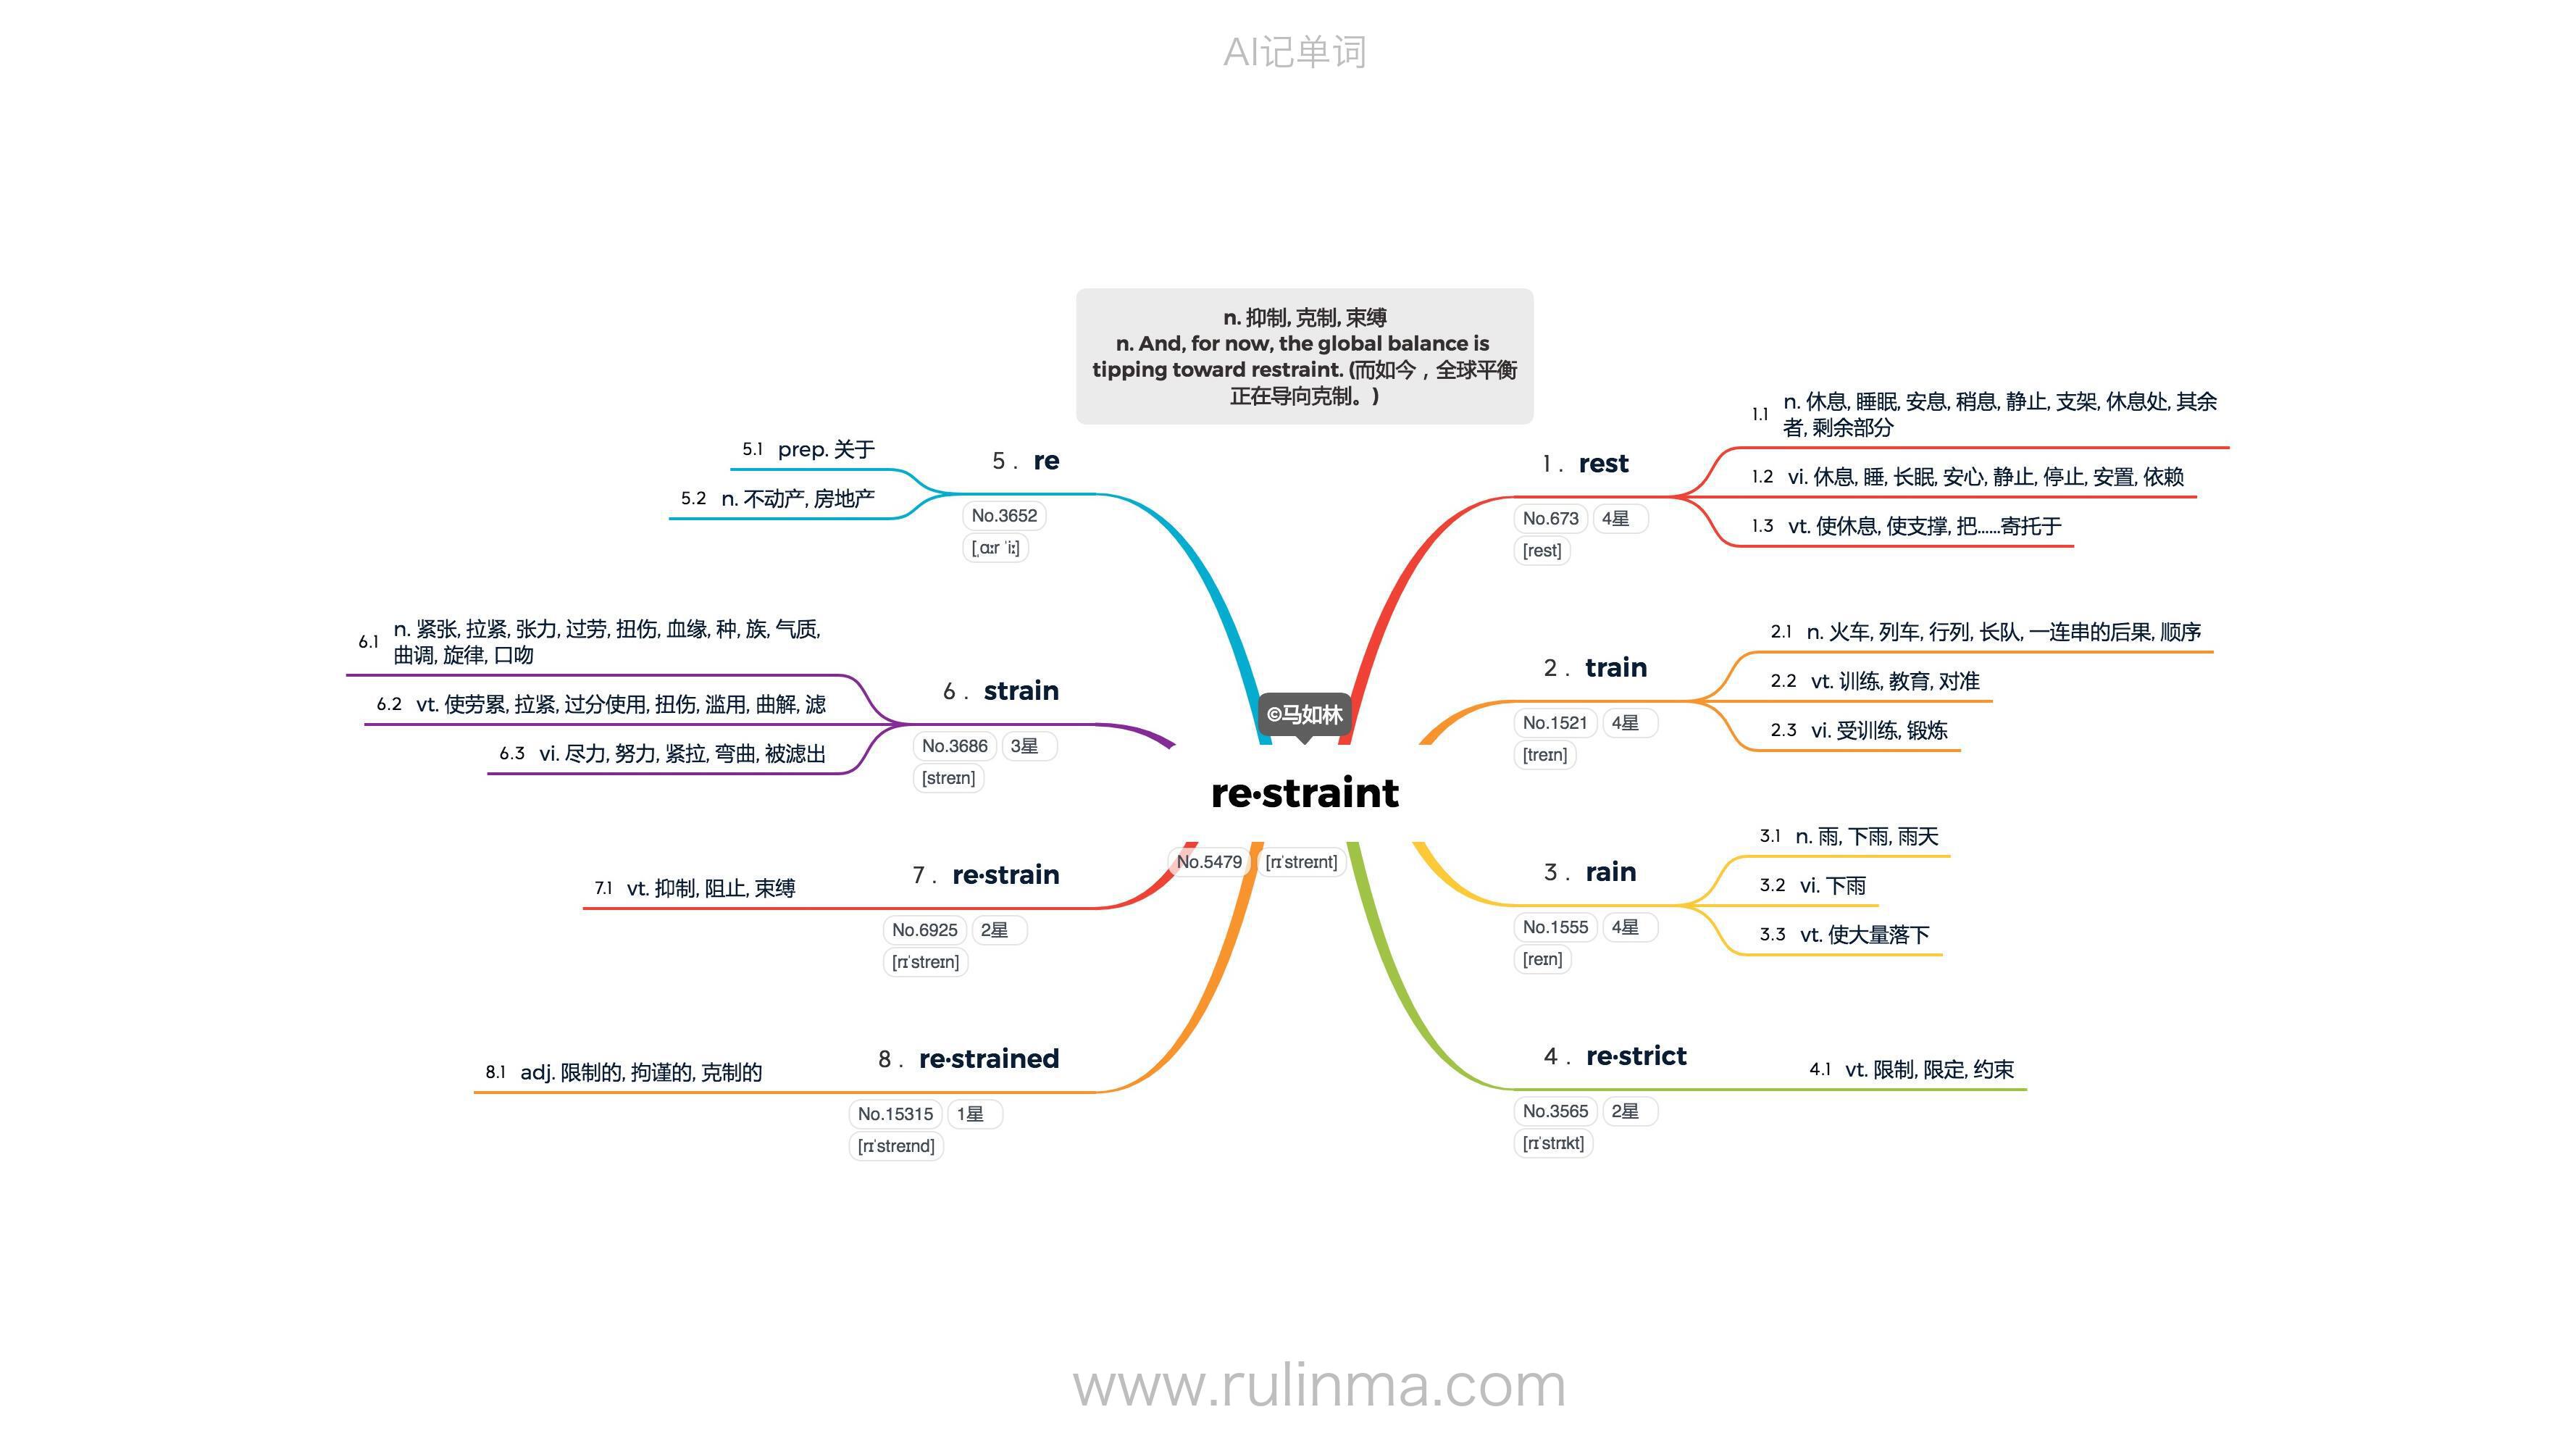 AI记单词
n. 抑制, 克制, 束缚
n. And, for now, the global balance is
tipping toward restraint. (而如今，全球平衡
正在导向克制。)
©马如林
re·straint
No.5479 [rɪˈstreɪnt]
1. rest
No.673 4星
[rest]
1.1 n. 休息, 睡眠, 安息, 稍息, 静止, 支架, 休息处, 其余
者, 剩余部分
1.2 vi. 休息, 睡, 长眠, 安心, 静止, 停止, 安置, 依赖
1.3 vt. 使休息, 使支撑, 把……寄托于
2. train
No.1521 4星
[treɪn]
2.1 n. 火车, 列车, 行列, 长队, 一连串的后果, 顺序
2.2 vt. 训练, 教育, 对准
2.3 vi. 受训练, 锻炼
3. rain
No.1555 4星
[reɪn]
3.1 n. 雨, 下雨, 雨天
3.2 vi. 下雨
3.3 vt. 使大量落下
4. re·strict
No.3565 2星
[rɪˈstrɪkt]
4.1 vt. 限制, 限定, 约束
5. re
No.3652
[ˌɑːr ˈiː]
5.1 prep. 关于
5.2 n. 不动产, 房地产
6. strain
No.3686 3星
[streɪn]
6.1 n. 紧张, 拉紧, 张力, 过劳, 扭伤, 血缘, 种, 族, 气质,
曲调, 旋律, 口吻
6.2 vt. 使劳累, 拉紧, 过分使用, 扭伤, 滥用, 曲解, 滤
6.3 vi. 尽力, 努力, 紧拉, 弯曲, 被滤出
7. re·strain
No.6925 2星
[rɪˈstreɪn]
7.1 vt. 抑制, 阻止, 束缚
8. re·strained
No.15315 1星
[rɪˈstreɪnd]
8.1 adj. 限制的, 拘谨的, 克制的
www.rulinma.com